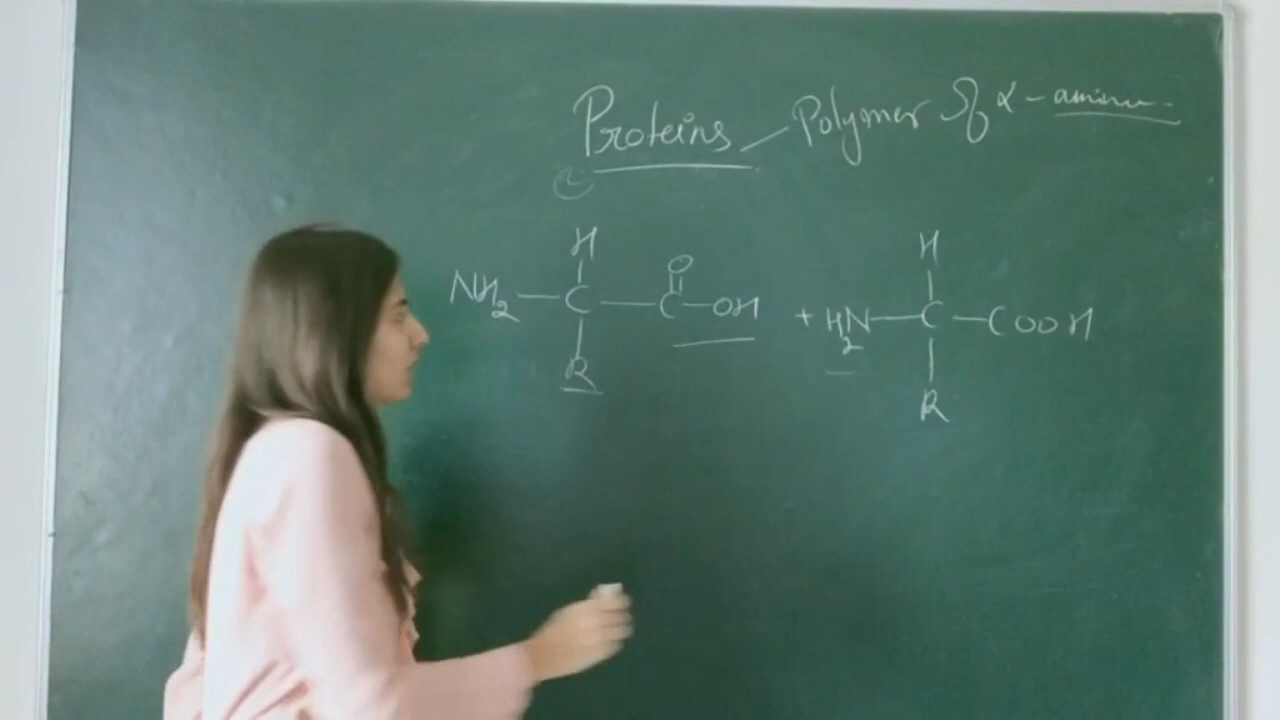 Proteins - Polymer of α - amino
H H
NH2 - C - C - OH + H2N - C - COOH
O
R R